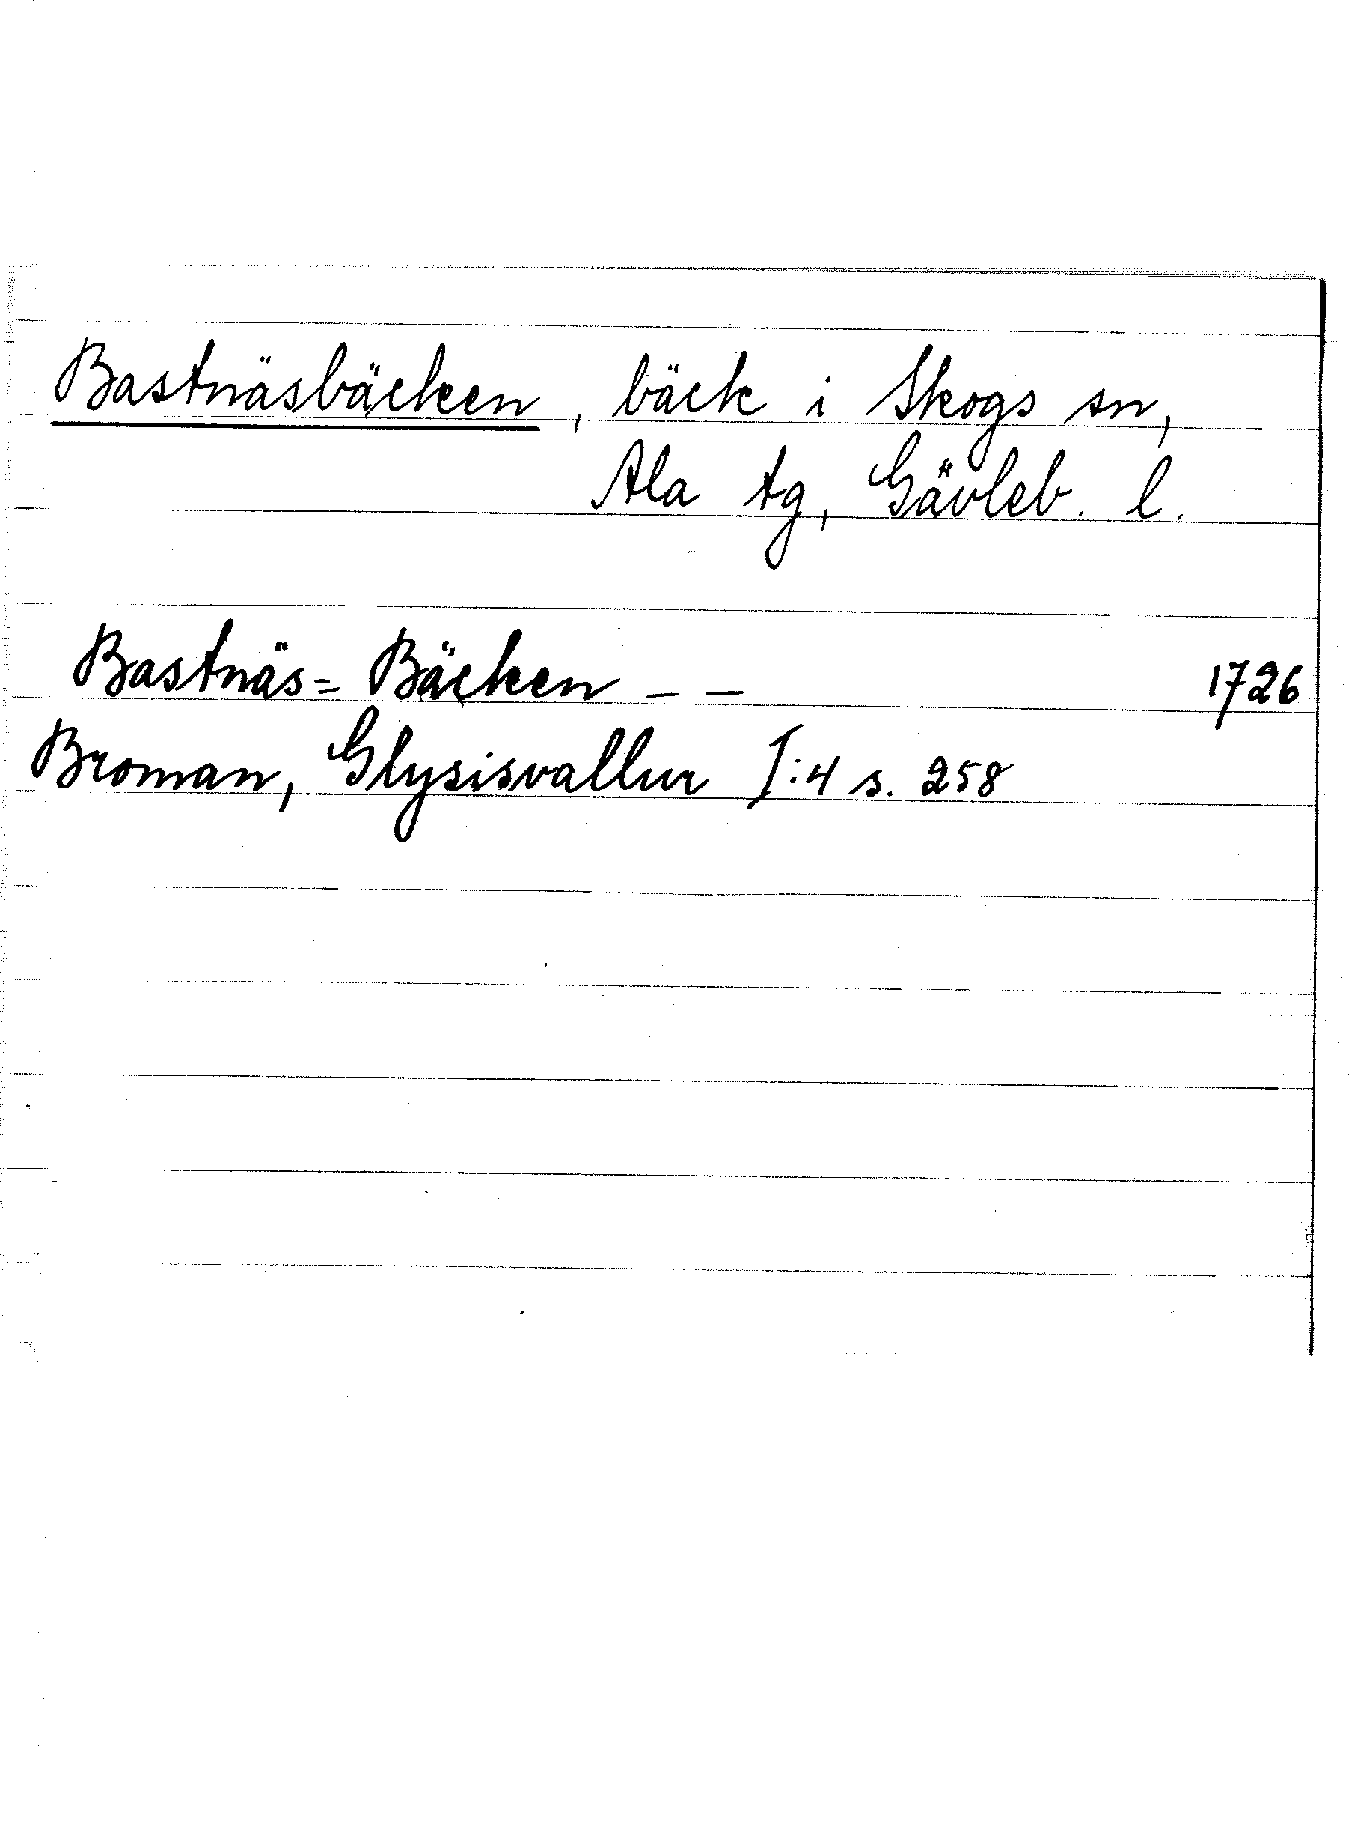 Bastnäsbäcken, bäck i Skogs sn,
Ala tg, Gävleb. l.
Bastnäs= Bäcken – – 1726
Broman, Glysisvallur I:4 s. 258